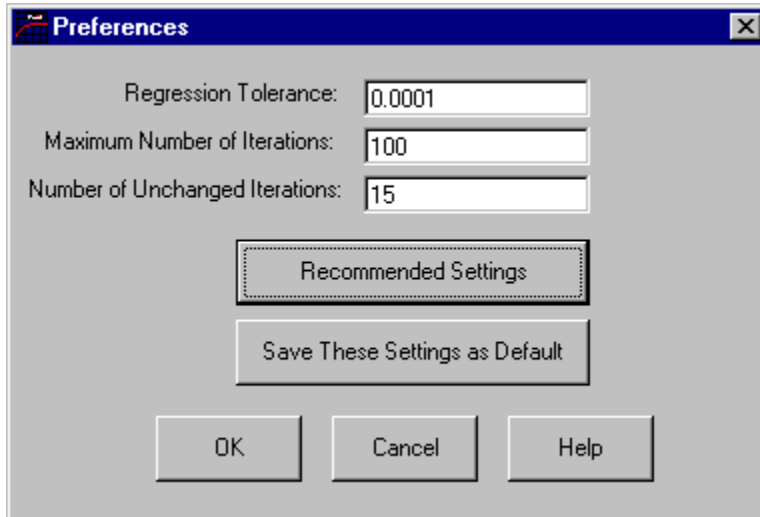 Preferences
Regression Tolerance: 0.0001
Maximum Number of Iterations: 100
Number of Unchanged Iterations: 15
Recommended Settings
Save These Settings as Default
OK Cancel Help